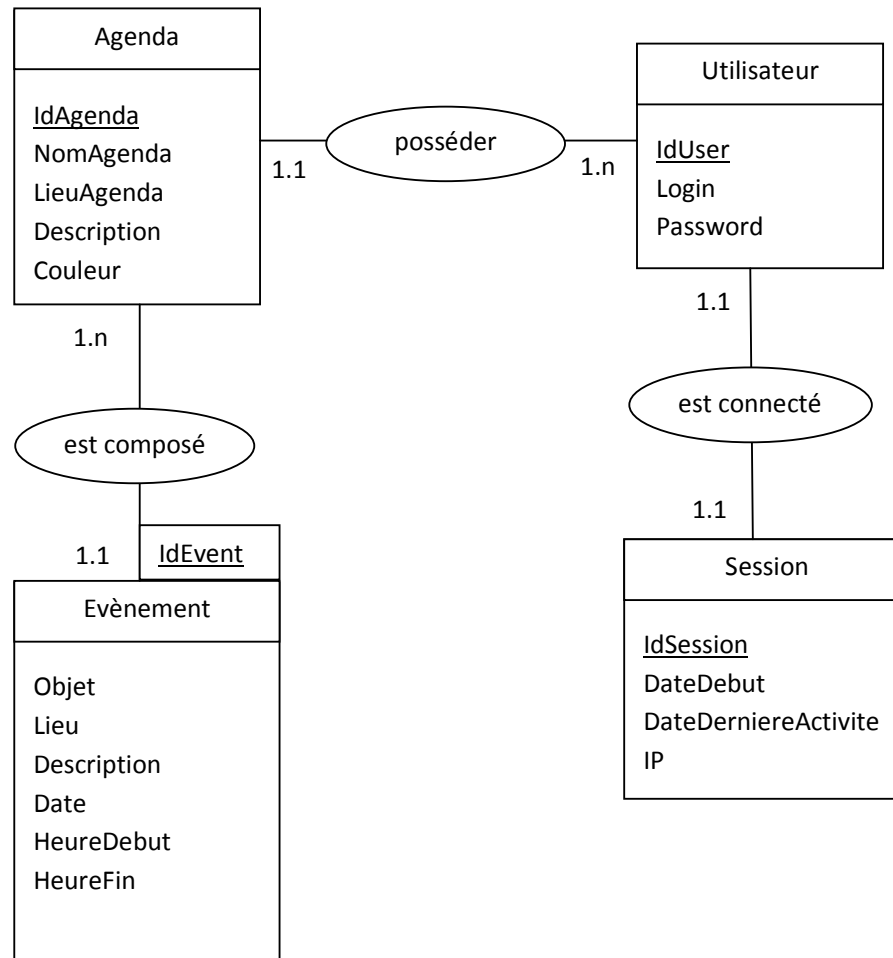 Agenda
IdAgenda
NomAgenda
LieuAgenda
Description
Couleur
1.1
posséder
1.n
Utilisateur
IdUser
Login
Password
1.n
est composé
1.1
1.1
est connecté
1.1
IdEvent
Evènement
Objet
Lieu
Description
Date
HeureDebut
HeureFin
Session
IdSession
DateDebut
DateDerniereActivite
IP